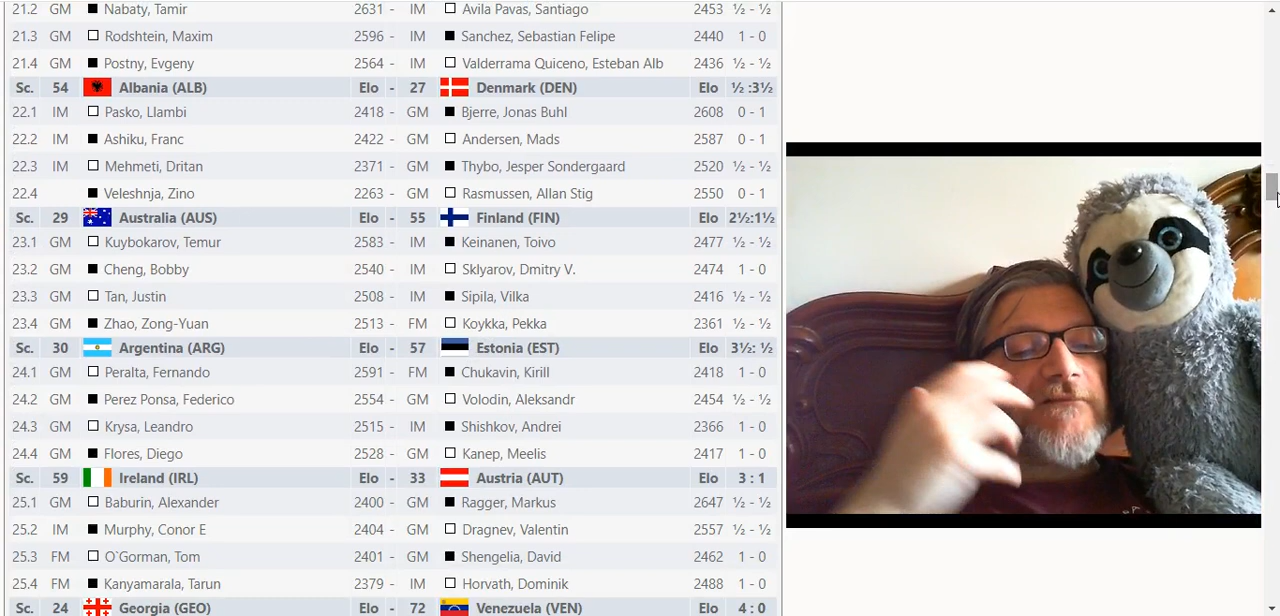 21.2 GM Nabaty, Tamir 2631 - IM Avila Pavas, Santiago 2453 ½ - ½
21.3 GM Rodshtein, Maxim 2596 - IM Sanchez, Sebastian Felipe 2440 1 - 0
21.4 GM Postny, Evgeny 2564 - IM Valderrama Quiceno, Esteban Alb 2436 ½ - ½
Sc. 54 Albania (ALB) Elo - 27 Denmark (DEN) Elo ½ :3½
22.1 IM Pasko, Llambi 2418 - GM Bjerre, Jonas Buhl 2608 0 - 1
22.2 IM Ashiku, Franc 2422 - GM Andersen, Mads 2587 0 - 1
22.3 IM Mehmeti, Dritan 2371 - GM Thybo, Jesper Sondergaard 2520 ½ - ½
22.4 Veleshnja, Zino 2263 - GM Rasmussen, Allan Stig 2550 0 - 1
Sc. 29 Australia (AUS) Elo - 55 Finland (FIN) Elo 2½:1½
23.1 GM Kuybokarov, Temur 2583 - IM Keinanen, Toivo 2477 ½ - ½
23.2 GM Cheng, Bobby 2540 - IM Sklyarov, Dmitry V. 2474 1 - 0
23.3 GM Tan, Justin 2508 - IM Sipila, Vilka 2416 ½ - ½
23.4 GM Zhao, Zong-Yuan 2513 - FM Koykka, Pekka 2361 ½ - ½
Sc. 30 Argentina (ARG) Elo - 57 Estonia (EST) Elo 3½: ½
24.1 GM Peralta, Fernando 2591 - FM Chukavin, Kirill 2418 1 - 0
24.2 GM Perez Ponsa, Federico 2554 - GM Volodin, Aleksandr 2454 ½ - ½
24.3 GM Krysa, Leandro 2515 - IM Shishkov, Andrei 2366 1 - 0
24.4 GM Flores, Diego 2528 - GM Kanep, Meelis 2417 1 - 0
Sc. 59 Ireland (IRL) Elo - 33 Austria (AUT) Elo 3 : 1
25.1 GM Baburin, Alexander 2400 - GM Ragger, Markus 2647 ½ - ½
25.2 IM Murphy, Conor E 2404 - GM Dragnev, Valentin 2557 ½ - ½
25.3 FM O`Gorman, Tom 2401 - GM Shengelia, David 2462 1 - 0
25.4 FM Kanyamarala, Tarun 2379 - IM Horvath, Dominik 2488 1 - 0
Sc. 24 Georgia (GEO) Elo - 72 Venezuela (VEN) Elo 4 : 0